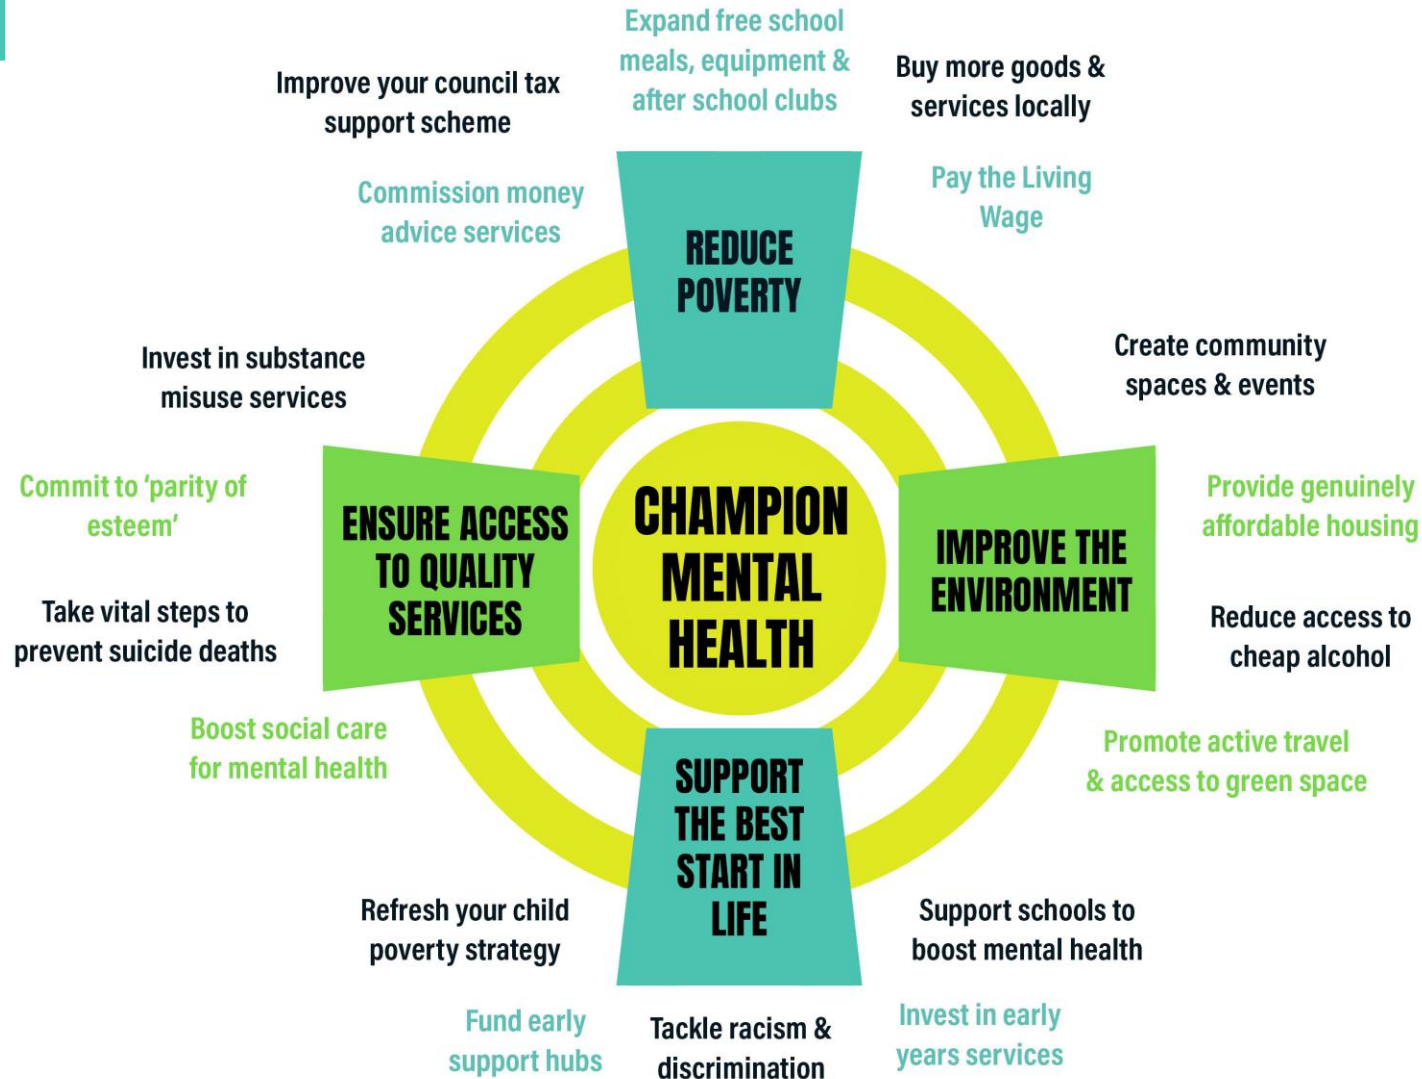 Expand free school
meals, equipment &
after school clubs
Improve your council tax
support scheme
Buy more goods &
services locally
Commission money
advice services
Pay the Living
Wage
REDUCE
POVERTY
Invest in substance
misuse services
Create community
spaces & events
Commit to ‘parity of
esteem’
ENSURE ACCESS
TO QUALITY
SERVICES
CHAMPION
MENTAL
HEALTH
IMPROVE THE
ENVIRONMENT
Provide genuinely
affordable housing
Take vital steps to
prevent suicide deaths
Reduce access to
cheap alcohol
Boost social care
for mental health
Promote active travel
& access to green space
SUPPORT
THE BEST
START IN
LIFE
Refresh your child
poverty strategy
Support schools to
boost mental health
Fund early
support hubs
Tackle racism &
discrimination
Invest in early
years services